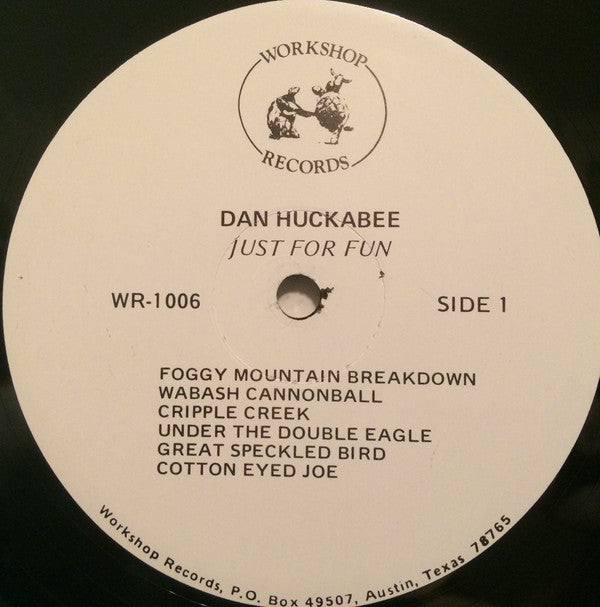 WORKSHOP
RECORDS
DAN HUCKABEE
JUST FOR FUN
WR-1006
SIDE 1
FOGGY MOUNTAIN BREAKDOWN
WABASH CANNONBALL
CRIPPLE CREEK
UNDER THE DOUBLE EAGLE
GREAT SPECKLED BIRD
COTTON EYED JOE
Workshop Records, P.O. Box 49507, Austin, Texas 78765